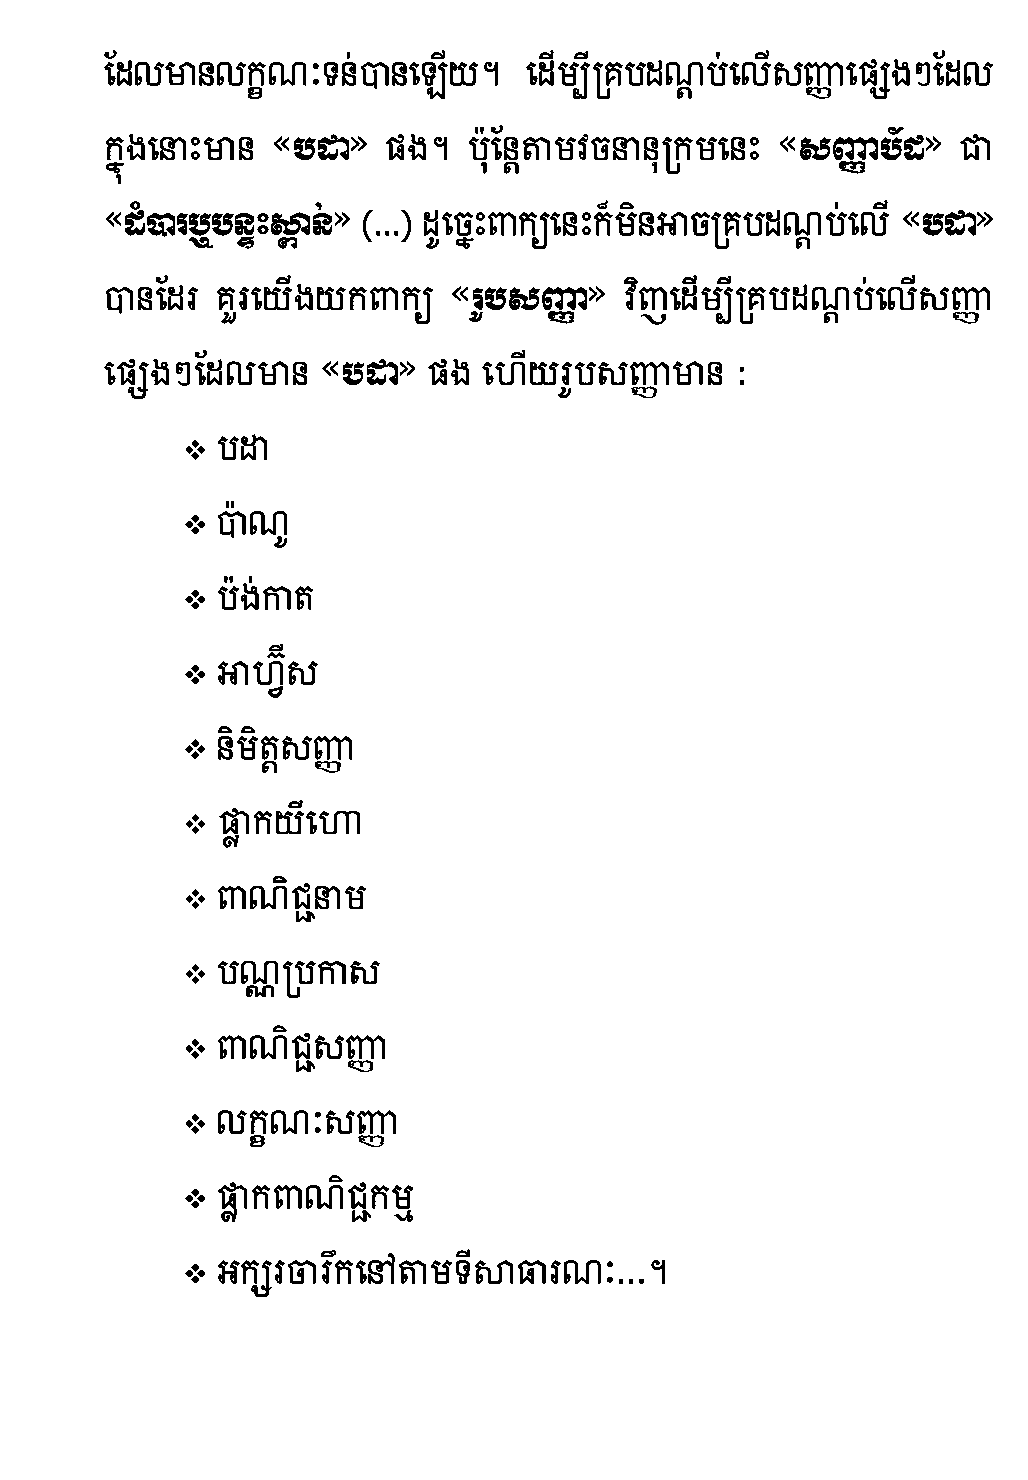 ដែលមានលក្ខណៈទន់បានឡើយ។ ដើម្បីគ្របដណ្តប់លើសញ្ញាផ្សេងៗដែល
ក្នុងនោះមាន «បដា» ផង។ ប៉ុន្តែតាមវចនានុក្រមនេះ «សញ្ញាប័ដ» ជា
«ដំបារឬបន្ទះស្ពាន់» (...) ដូច្នេះពាក្យនេះក៏មិនអាចគ្របដណ្តប់លើ «បដា»
បានដែរ គួរយើងយកពាក្យ «រូបសញ្ញា» វិញដើម្បីគ្របដណ្តប់លើសញ្ញា
ផ្សេងៗដែលមាន «បដា» ផង ហើយរូបសញ្ញាមាន :
❖ បដា
❖ ប៉ាណូ
❖ ប៉ង់កាត
❖ អាហ្វ៊ីស
❖ និមិត្តសញ្ញា
❖ ផ្លាកយីហោ
❖ ពាណិជ្ជនាម
❖ បណ្ណប្រកាស
❖ ពាណិជ្ជសញ្ញា
❖ លក្ខណៈសញ្ញា
❖ ផ្លាកពាណិជ្ជកម្ម
❖ អក្សរចារឹកនៅតាមទីសាធារណៈ...។